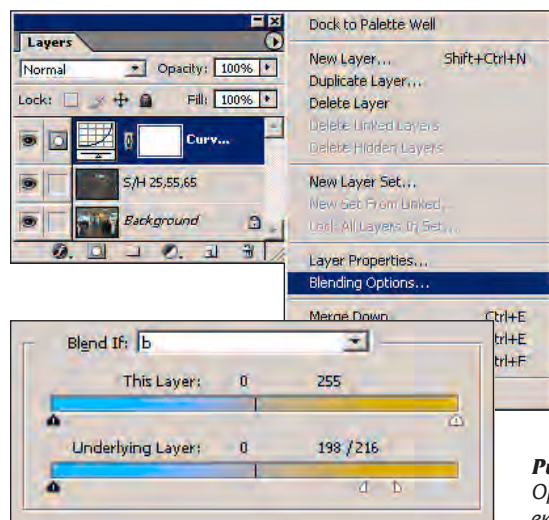 Layers
Normal Opacity: 100%
Lock: Fill: 100%
Curv...
S/H 25,55,65
Background
Dock to Palette Well
New Layer... Shift+Ctrl+N
Duplicate Layer...
Delete Layer
Delete Linked Layers
Delete Hidden Layers
New Layer Set...
New Set From Linked...
Lock All Layers In Set...
Layer Properties...
Blending Options...
Merge Down Ctrl+E
trl+E
trl+F
Blend If: b
This Layer: 0 255
Underlying Layer: 0 198 / 216
Op